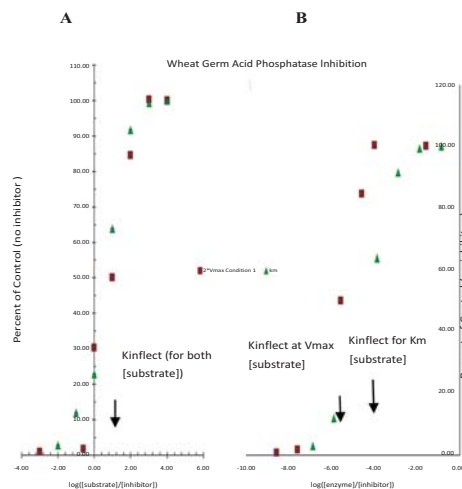 A
B
Wheat Germ Acid Phosphatase Inhibition
Percent of Control (no inhibitor )
110.00
100.00
90.00
80.00
70.00
60.00
50.00
40.00
30.00
20.00
10.00
0.00
-4.00 -2.00 0.00 2.00 4.00 6.00
log([substrate]/[inhibitor])
Kinflect (for both
[substrate])
2*Vmax Condition 1
km
Kinflect at Vmax
[substrate]
Kinflect for Km
[substrate]
120.00
100.00
80.00
60.00
40.00
20.00
0.00
-10.00 -8.00 -6.00 -4.00 -2.00 0.0
log([enzyme]/[inhibitor])